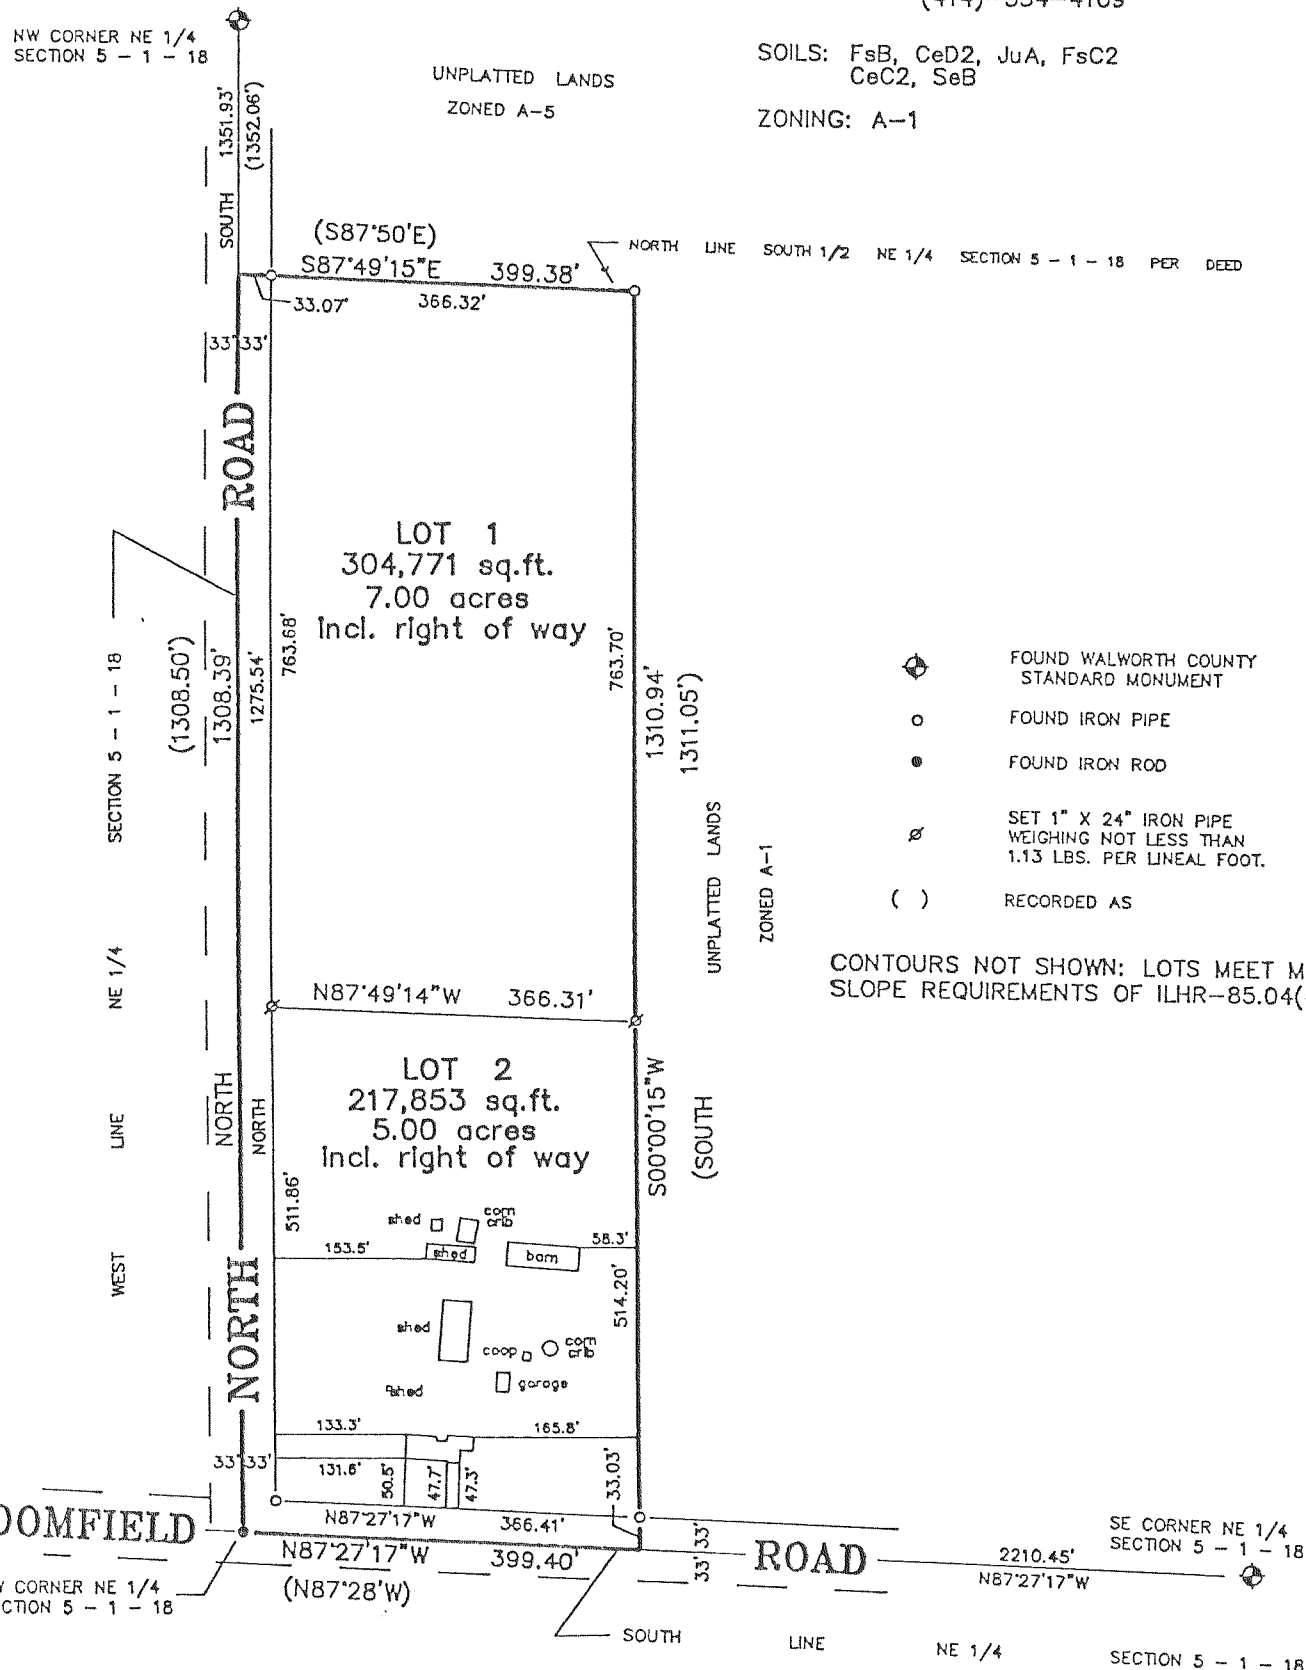 NW CORNER NE 1/4
SECTION 5 - 1 - 18
SOILS: FsB, CeD2, JuA, FsC2
CeC2, SeB
ZONING: A-1
UNPLATTED LANDS
ZONED A-5
SOUTH 1351.93'
(1352.06')
(S87°50'E)
S87°49'15"E 399.38'
NORTH LINE SOUTH 1/2 NE 1/4 SECTION 5 - 1 - 18 PER DEED
33.07'
366.32'
33' 33'
ROAD
LOT 1
304,771 sq.ft.
7.00 acres
incl. right of way
763.68'
763.70'
1275.54'
1308.39'
(1308.50')
1310.94'
1311.05')
WEST LINE NE 1/4 SECTION 5 - 1 - 18
UNPLATTED LANDS
ZONED A-1
FOUND WALWORTH COUNTY
STANDARD MONUMENT
FOUND IRON PIPE
FOUND IRON ROD
SET 1" X 24" IRON PIPE
WEIGHING NOT LESS THAN
1.13 LBS. PER LINEAL FOOT.
( ) RECORDED AS
CONTOURS NOT SHOWN: LOTS MEET M
SLOPE REQUIREMENTS OF ILHR-85.04(
N87°49'14"W 366.31'
LOT 2
217,853 sq.ft.
5.00 acres
incl. right of way
NORTH
NORTH
S00°00'15"W
(SOUTH
511.86'
shed
corn
crib
153.5'
shed
barn
58.3'
514.20'
shed
coop
corn
crib
garage
shed
NORTH
133.3'
165.8'
33' 33'
131.6'
50.5'
47.7'
47.3'
33.03'
N87°27'17"W 366.41'
OOMFIELD
N87°27'17"W 399.40'
(N87°28'W)
33' 33'
ROAD
2210.45'
N87°27'17"W
SE CORNER NE 1/4
SECTION 5 - 1 - 18
W CORNER NE 1/4
CTION 5 - 1 - 18
SOUTH LINE NE 1/4 SECTION 5 - 1 - 18